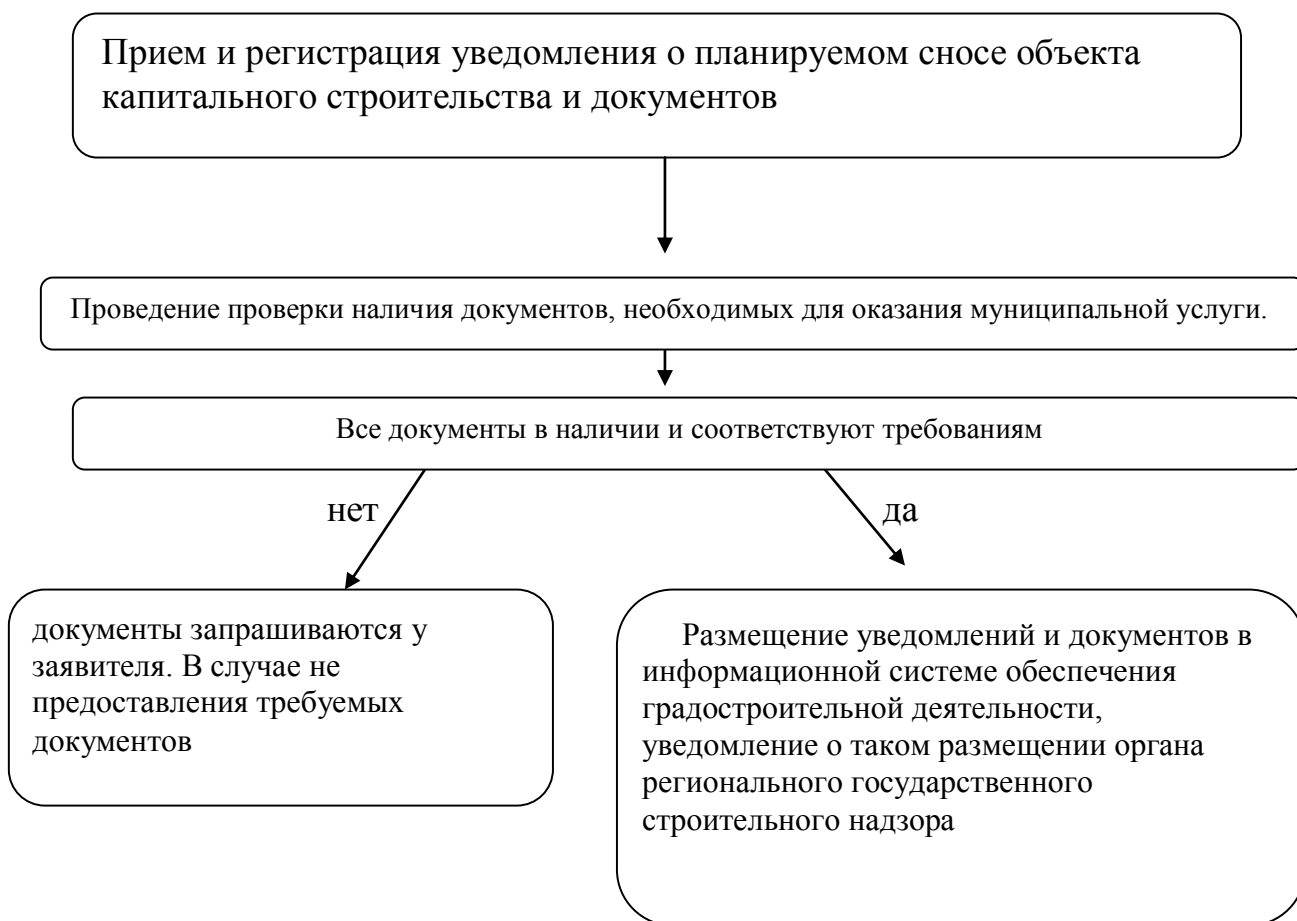 Прием и регистрация уведомления о планируемом сносе объекта
капитального строительства и документов
Проведение проверки наличия документов, необходимых для оказания муниципальной услуги.
Все документы в наличии и соответствуют требованиям
нет
да
документы запрашиваются у
заявителя. В случае не
предоставления требуемых
документов
Размещение уведомлений и документов в
информационной системе обеспечения
градостроительной деятельности,
уведомление о таком размещении органа
регионального государственного
строительного надзора